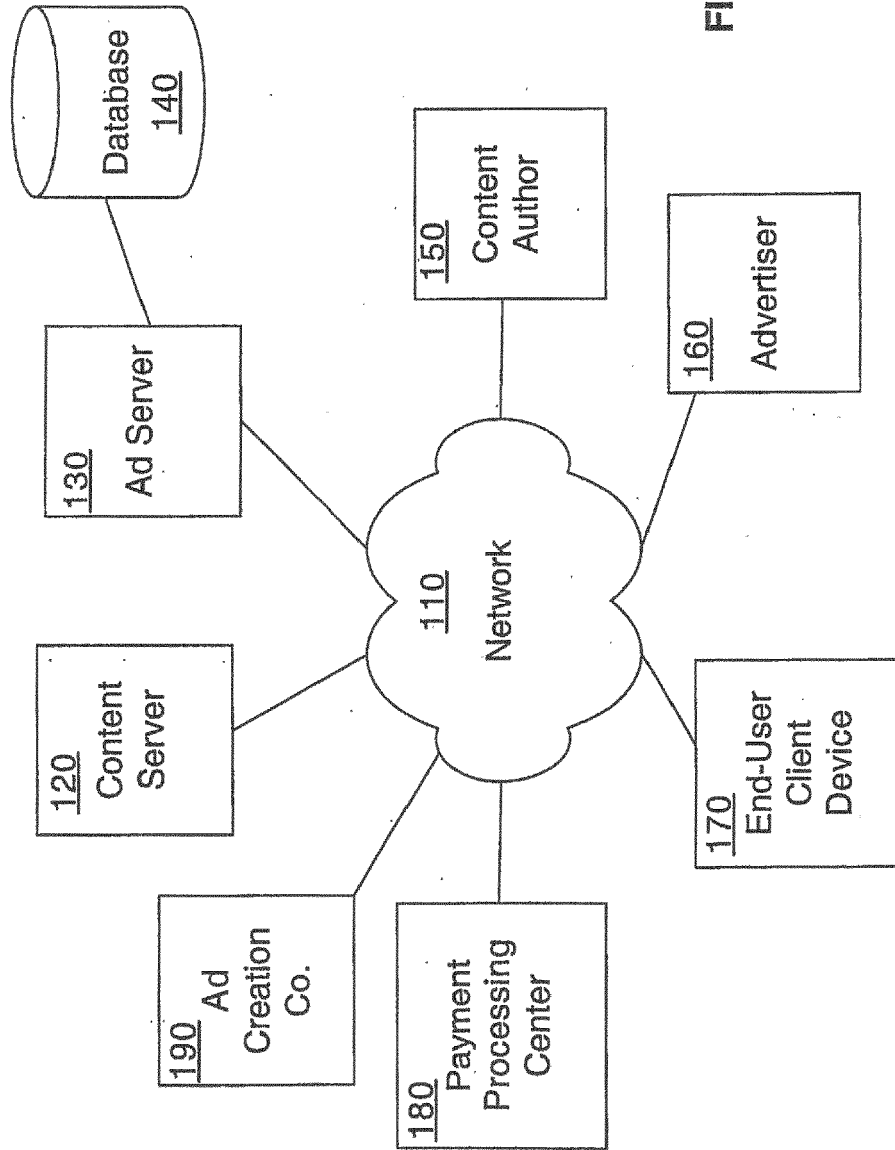 190
Ad
Creation
Co.
120
Content
Server
130
Ad Server
Database
140
180
Payment
Processing
Center
110
Network
150
Content
Author
170
End-User
Client
Device
160
Advertiser
FI